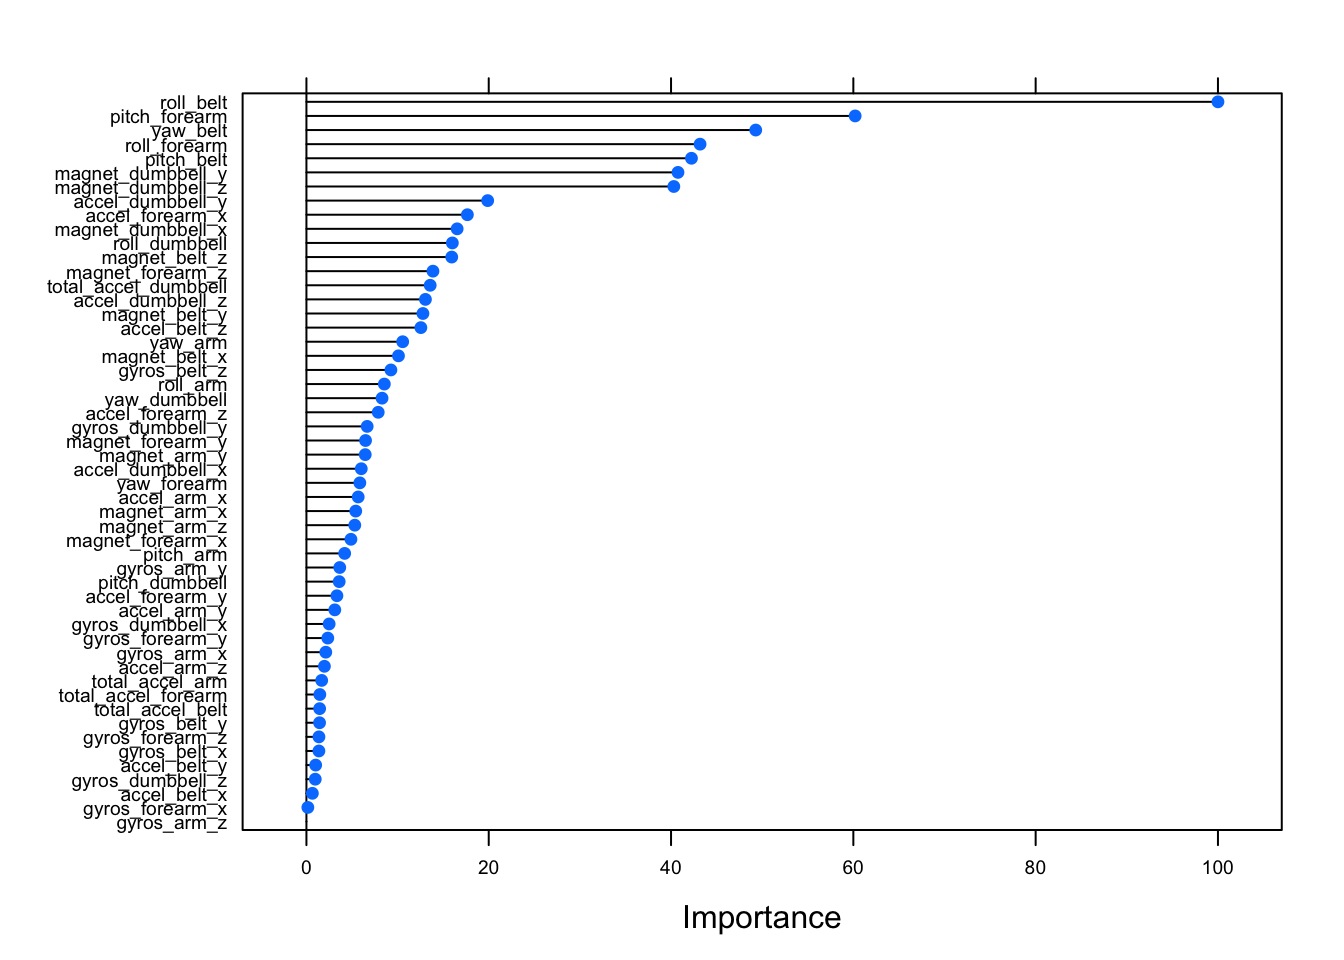 roll_belt
pitch_forearm
yaw_belt
roll_forearm
pitch_belt
magnet_dumbbell_y
magnet_dumbbell_z
accel_dumbbell_y
accel_forearm_x
magnet_dumbbell_x
roll_dumbbell
magnet_belt_z
magnet_forearm_z
total_accel_dumbbell
accel_dumbbell_z
magnet_belt_y
accel_belt_z
yaw_arm
magnet_belt_x
gyros_belt_z
roll_arm
yaw_dumbbell
accel_forearm_z
gyros_dumbbell_y
magnet_forearm_y
magnet_arm_y
accel_dumbbell_x
yaw_forearm
accel_arm_x
magnet_arm_x
magnet_arm_z
magnet_forearm_x
pitch_arm
gyros_arm_y
pitch_dumbbell
accel_forearm_y
accel_arm_y
gyros_dumbbell_x
gyros_forearm_y
gyros_arm_x
accel_arm_z
total_accel_arm
total_accel_forearm
total_accel_belt
gyros_belt_y
gyros_forearm_z
gyros_belt_x
accel_belt_y
gyros_dumbbell_z
accel_belt_x
gyros_forearm_x
gyros_arm_z
0 20 40 60 80 100
Importance